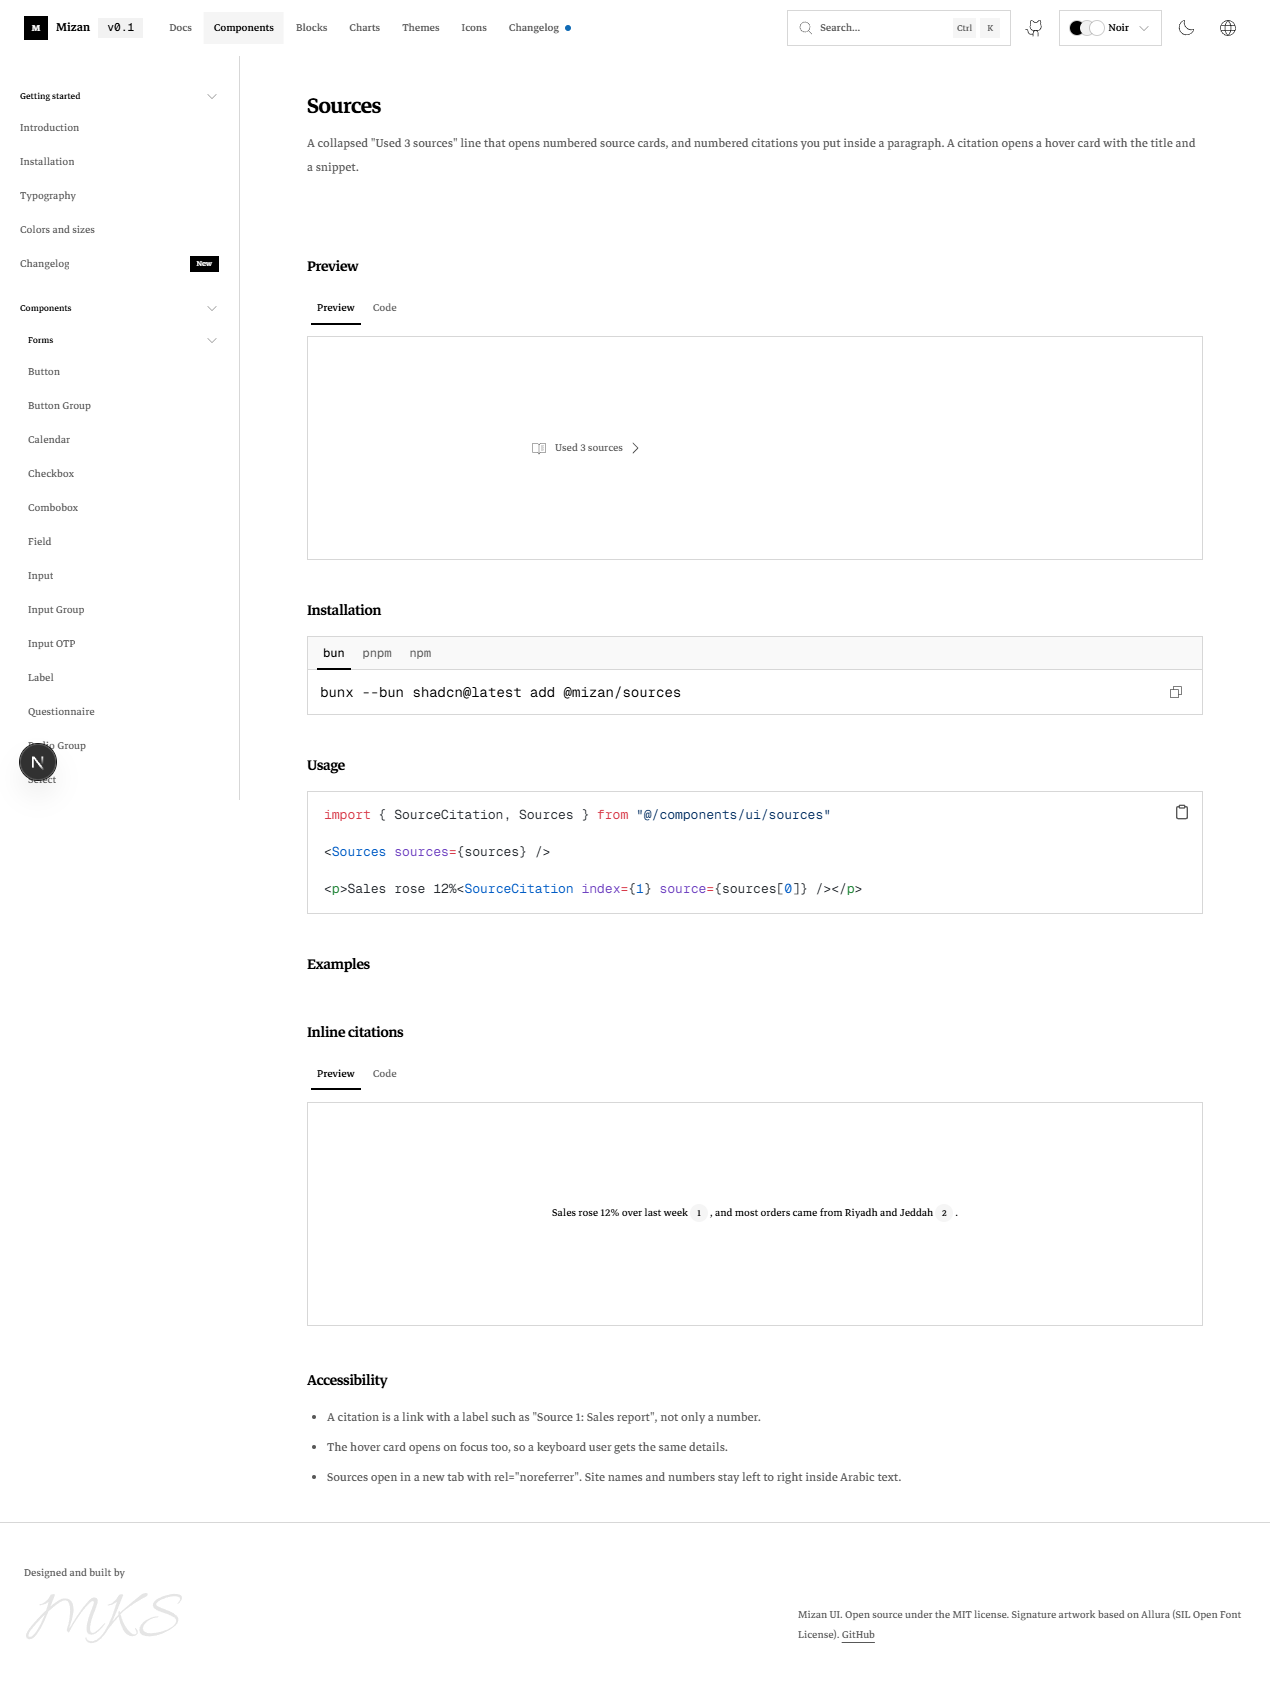 M Mizan v0.1 Docs Components Blocks Charts Themes Icons Changelog Search... Ctrl K Noir
Getting started
Introduction
Installation
Typography
Colors and sizes
Changelog New
Components
Forms
Button
Button Group
Calendar
Checkbox
Combobox
Field
Input
Input Group
Input OTP
Label
Questionnaire
Group
Select
N
Sources
A collapsed "Used 3 sources" line that opens numbered source cards, and numbered citations you put inside a paragraph. A citation opens a hover card with the title and
a snippet.
Preview
Preview Code
Used 3 sources
Installation
bun pnpm npm
bunx --bun shadcn@latest add @mizan/sources
Usage
import { SourceCitation, Sources } from "@/components/ui/sources"
<Sources sources={sources} />
<p>Sales rose 12%<SourceCitation index={1} source={sources[0]} /></p>
Examples
Inline citations
Preview Code
Sales rose 12% over last week 1 , and most orders came from Riyadh and Jeddah 2 .
Accessibility
• A citation is a link with a label such as "Source 1: Sales report", not only a number.
• The hover card opens on focus too, so a keyboard user gets the same details.
• Sources open in a new tab with rel="noreferrer". Site names and numbers stay left to right inside Arabic text.
Designed and built by
MKS
Mizan UI. Open source under the MIT license. Signature artwork based on Allura (SIL Open Font
License). GitHub